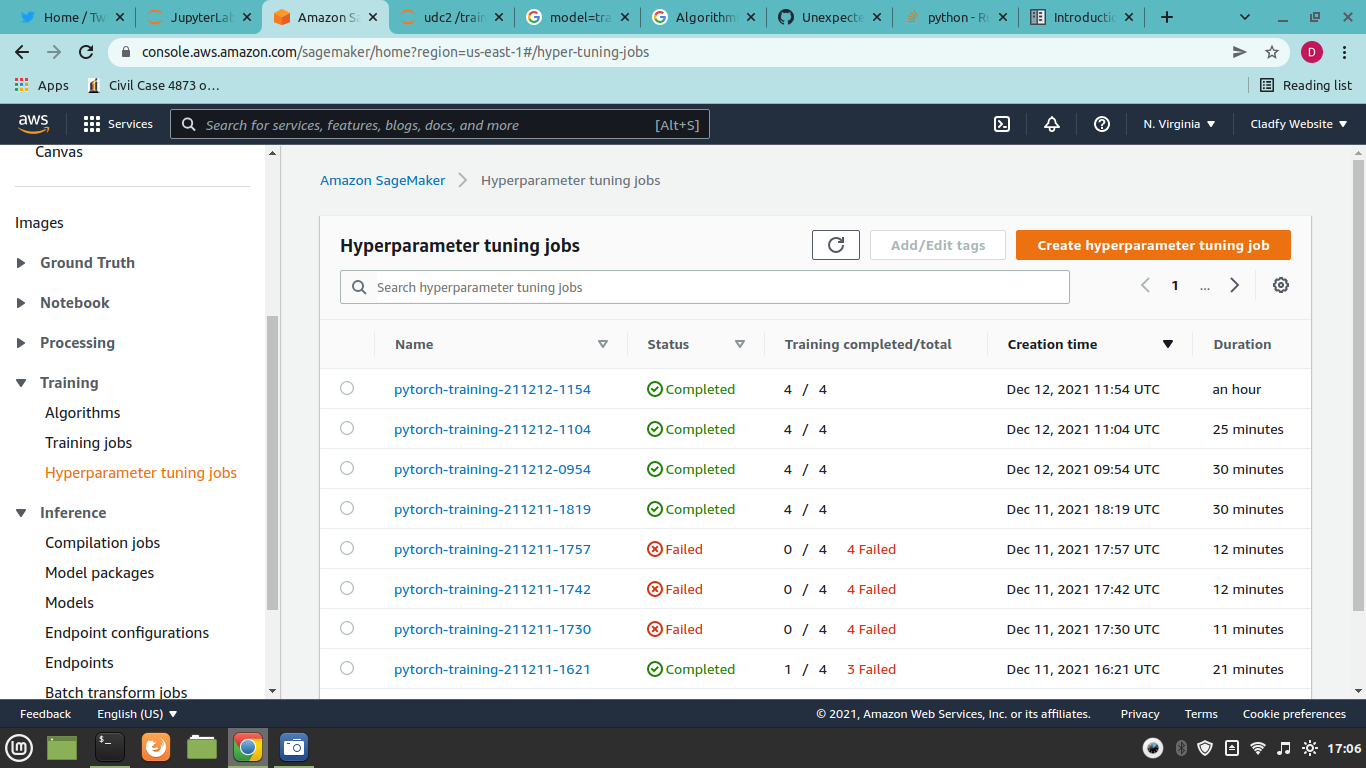 Home / Tw
JupyterLab
Amazon Sa
udc2 /train
model=tra
Algorithmi
Unexpecte
python - Ru
Introductio
console.aws.amazon.com/sagemaker/home?region=us-east-1#/hyper-tuning-jobs
D
Apps
Civil Case 4873 o...
Reading list
aws
Services
Search for services, features, blogs, docs, and more
[Alt+S]
N. Virginia
Cladfy Website
Canvas
Images
Ground Truth
Notebook
Processing
Training
Algorithms
Training jobs
Hyperparameter tuning jobs
Inference
Compilation jobs
Model packages
Models
Endpoint configurations
Endpoints
Batch transform jobs
Amazon SageMaker
Hyperparameter tuning jobs
Hyperparameter tuning jobs
Add/Edit tags
Create hyperparameter tuning job
Search hyperparameter tuning jobs
1 ...
Name Status Training completed/total Creation time Duration
pytorch-training-211212-1154 Completed 4 / 4 Dec 12, 2021 11:54 UTC an hour
pytorch-training-211212-1104 Completed 4 / 4 Dec 12, 2021 11:04 UTC 25 minutes
pytorch-training-211212-0954 Completed 4 / 4 Dec 12, 2021 09:54 UTC 30 minutes
pytorch-training-211211-1819 Completed 4 / 4 Dec 11, 2021 18:19 UTC 30 minutes
pytorch-training-211211-1757 Failed 0 / 4 4 Failed Dec 11, 2021 17:57 UTC 12 minutes
pytorch-training-211211-1742 Failed 0 / 4 4 Failed Dec 11, 2021 17:42 UTC 12 minutes
pytorch-training-211211-1730 Failed 0 / 4 4 Failed Dec 11, 2021 17:30 UTC 11 minutes
pytorch-training-211211-1621 Completed 1 / 4 3 Failed Dec 11, 2021 16:21 UTC 21 minutes
Feedback English (US) © 2021, Amazon Web Services, Inc. or its affiliates. Privacy Terms Cookie preferences
17:06